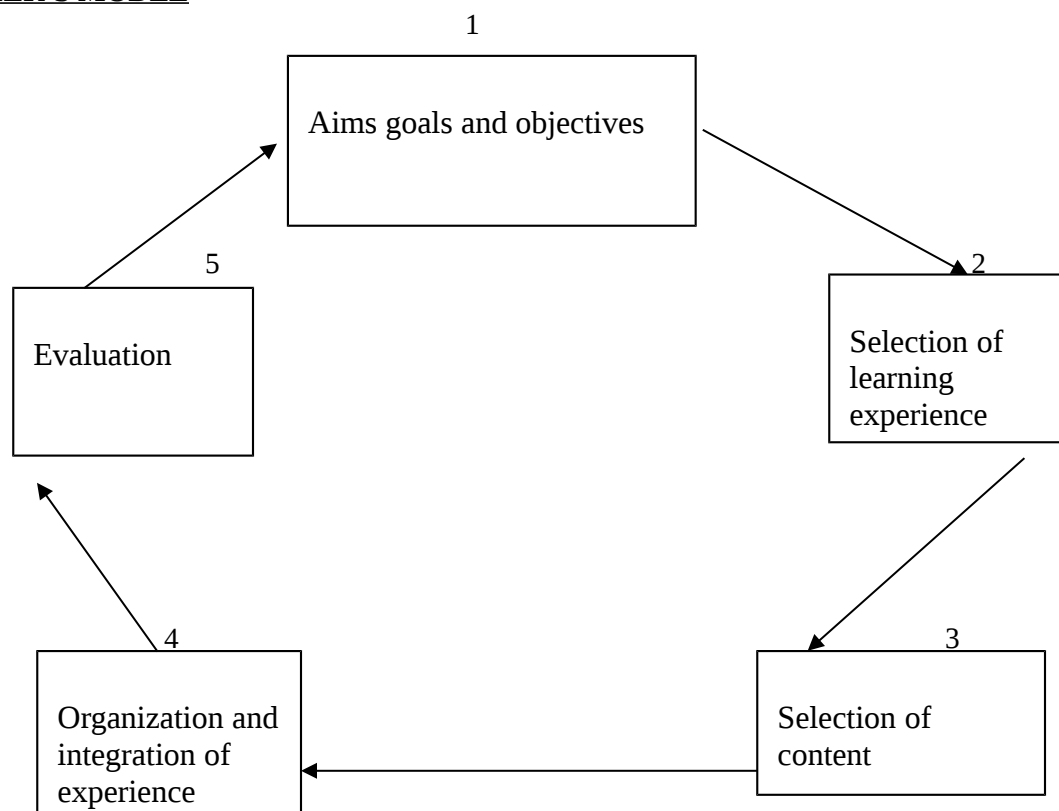 MODEL
1
Aims goals and objectives
5
2
Evaluation
Selection of
learning
experience
4
3
Organization and
integration of
experience
Selection of
content